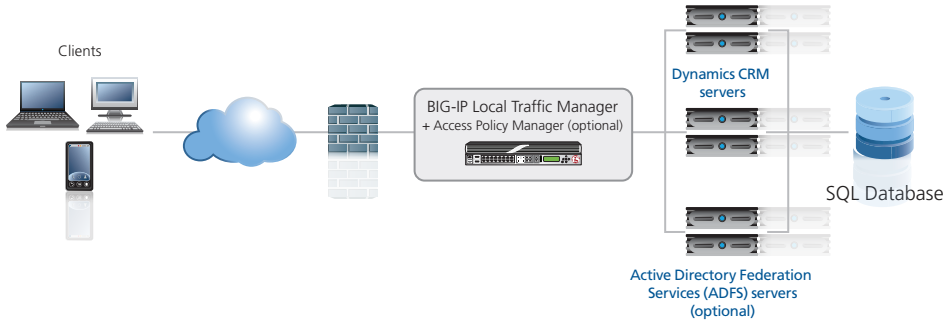 Clients
BIG-IP Local Traffic Manager
+ Access Policy Manager (optional)
Dynamics CRM
servers
SQL Database
Active Directory Federation
Services (ADFS) servers
(optional)